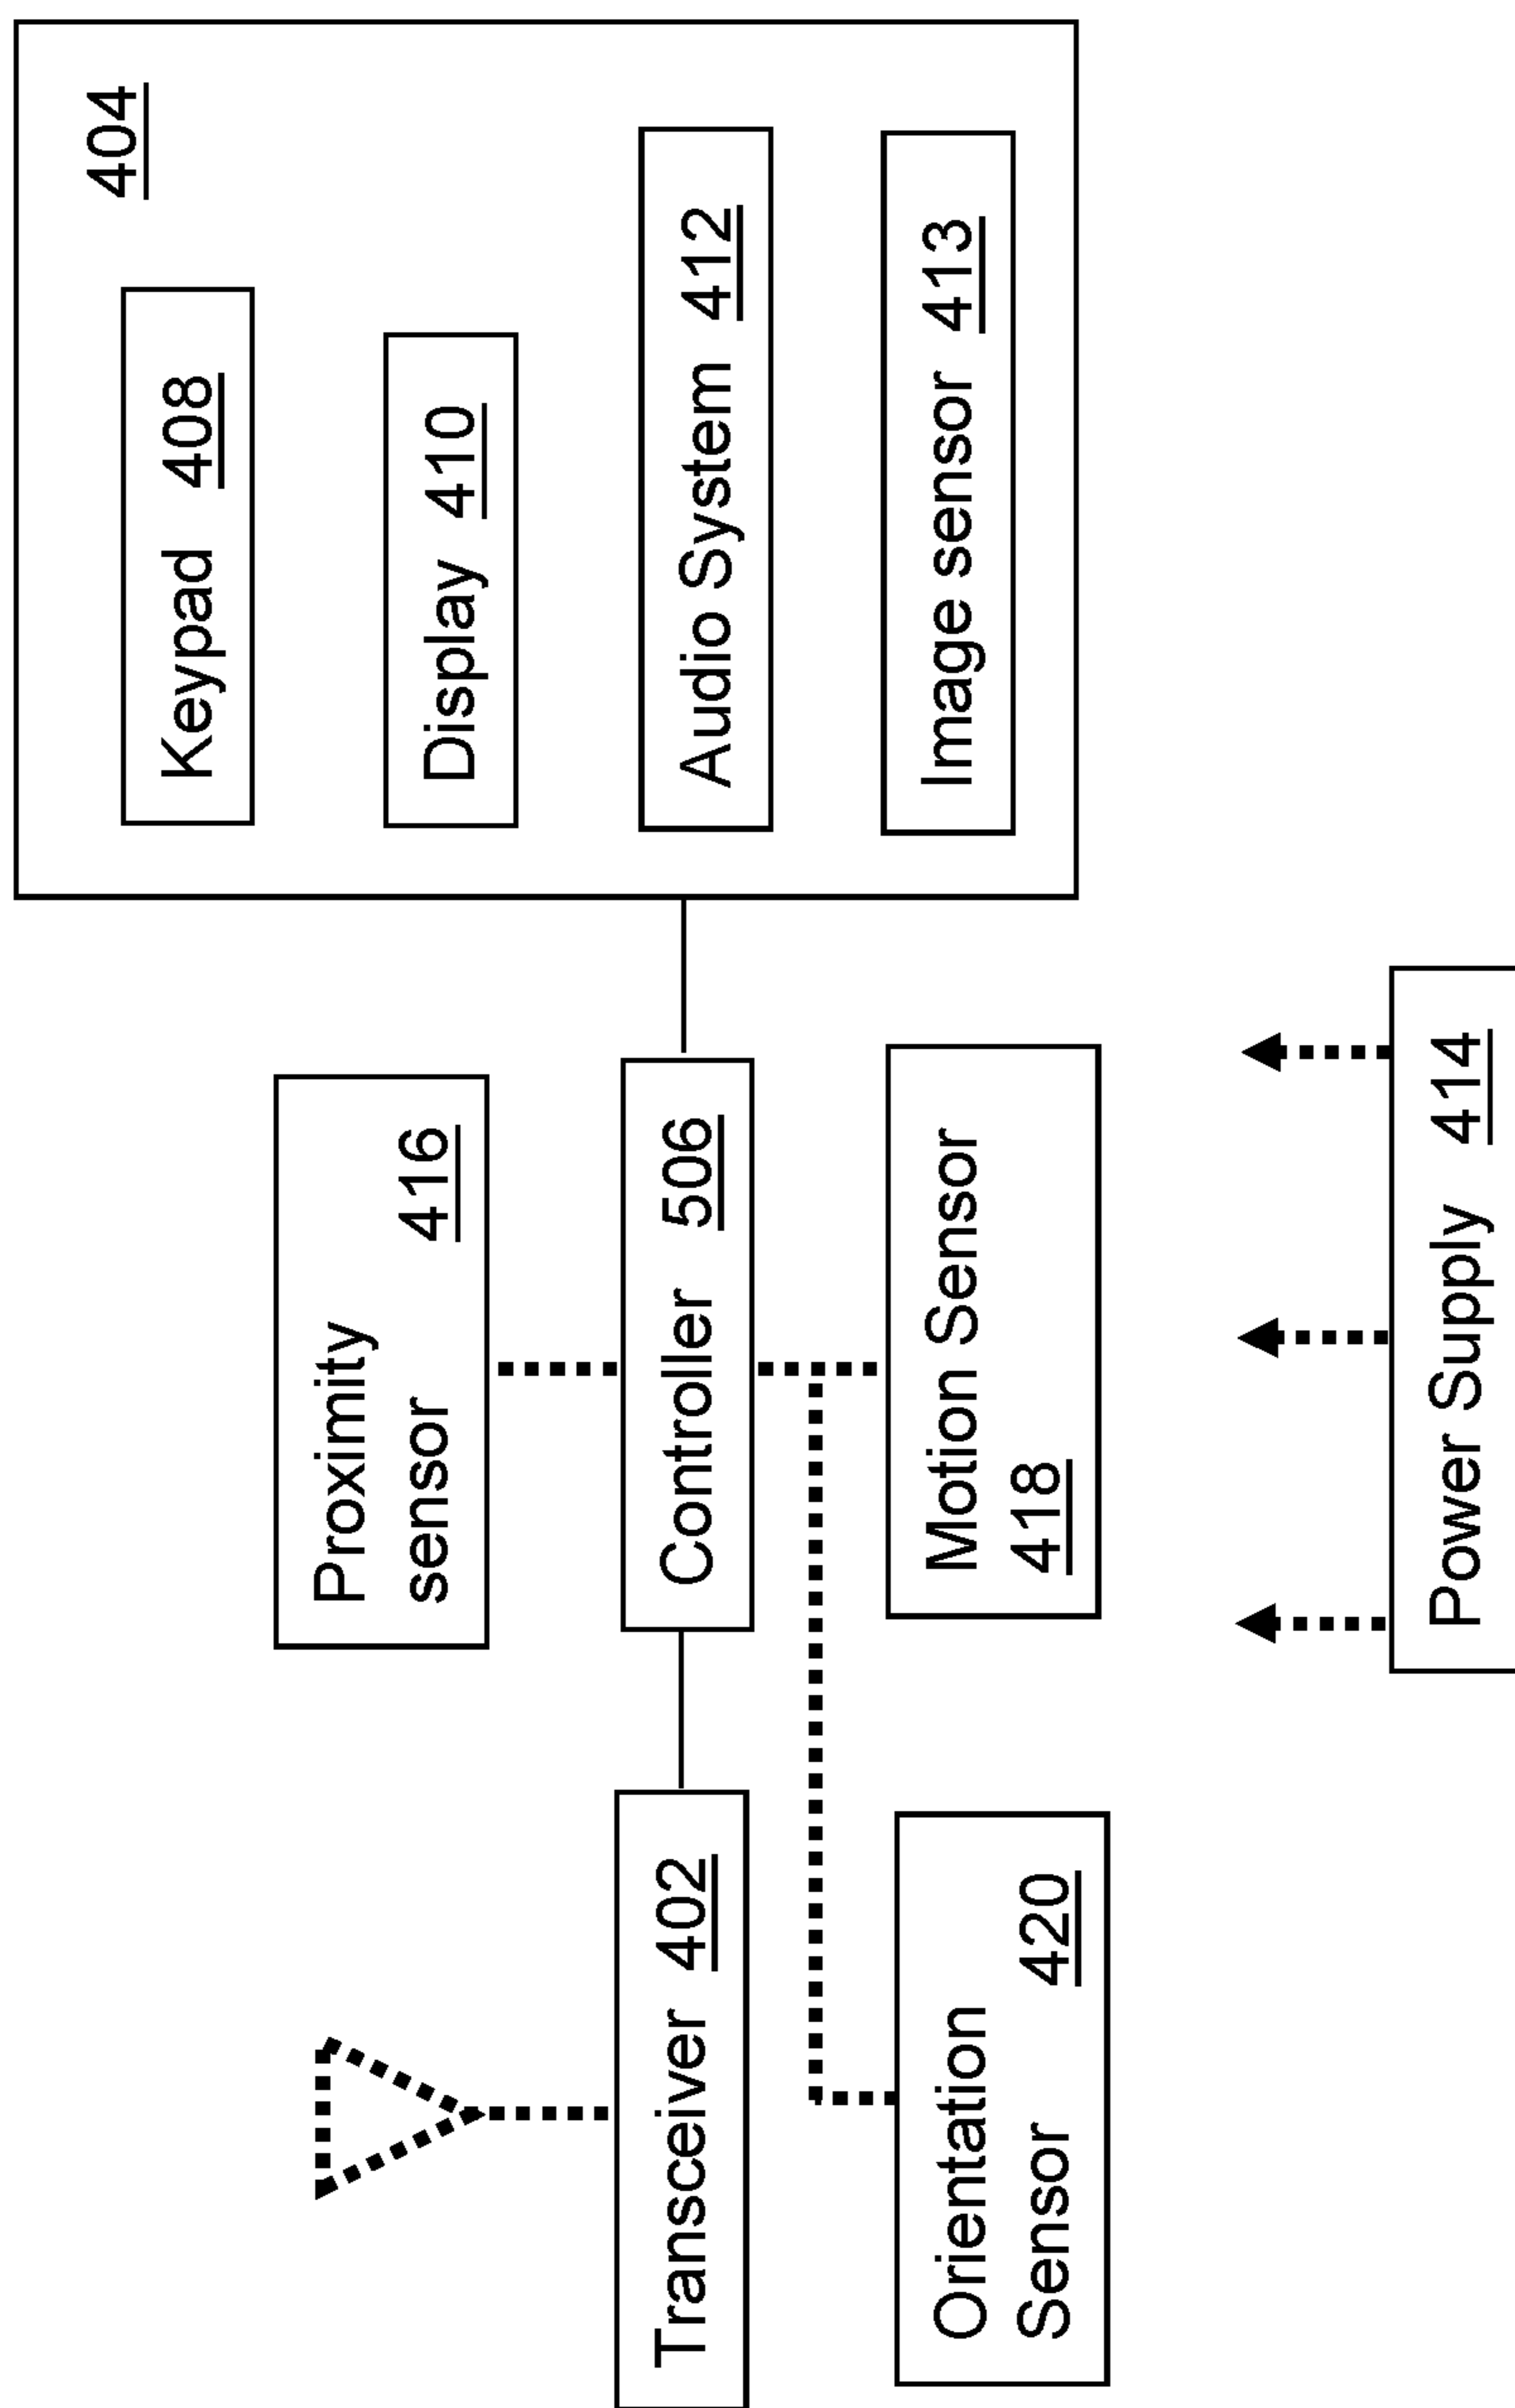 404
Keypad 408
Display 410
Audio System 412
Image sensor 413
Proximity
sensor 416
Controller 506
Motion Sensor
418
Transceiver 402
Orientation
Sensor 420
Power Supply 414